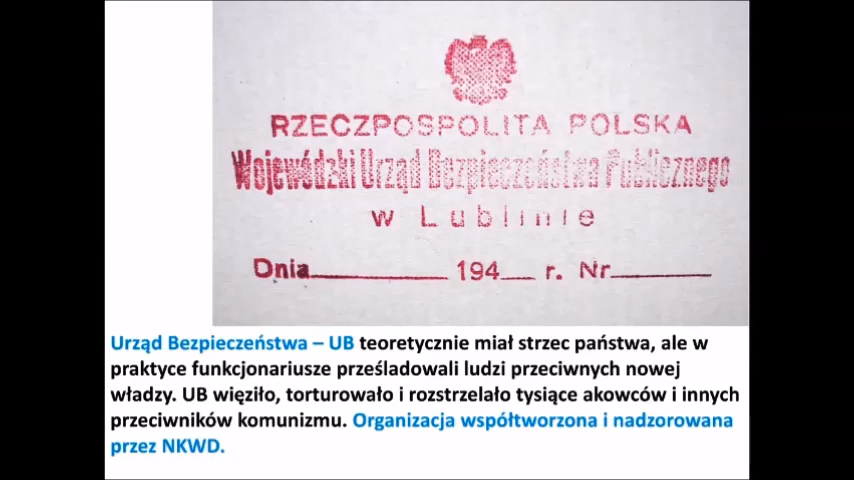 RZECZPOSPOLITA POLSKA
Wojewódzki Urząd Bezpieczeństwa Publicznego
w Lublinie
Dnia 194 r. Nr
Urząd Bezpieczeństwa – UB teoretycznie miał strzec państwa, ale w
praktyce funkcjonariusze prześladowali ludzi przeciwnych nowej
władzy. UB więziło, torturowało i rozstrzelało tysiące akowców i innych
przeciwników komunizmu. Organizacja współtworzona i nadzorowana
przez NKWD.